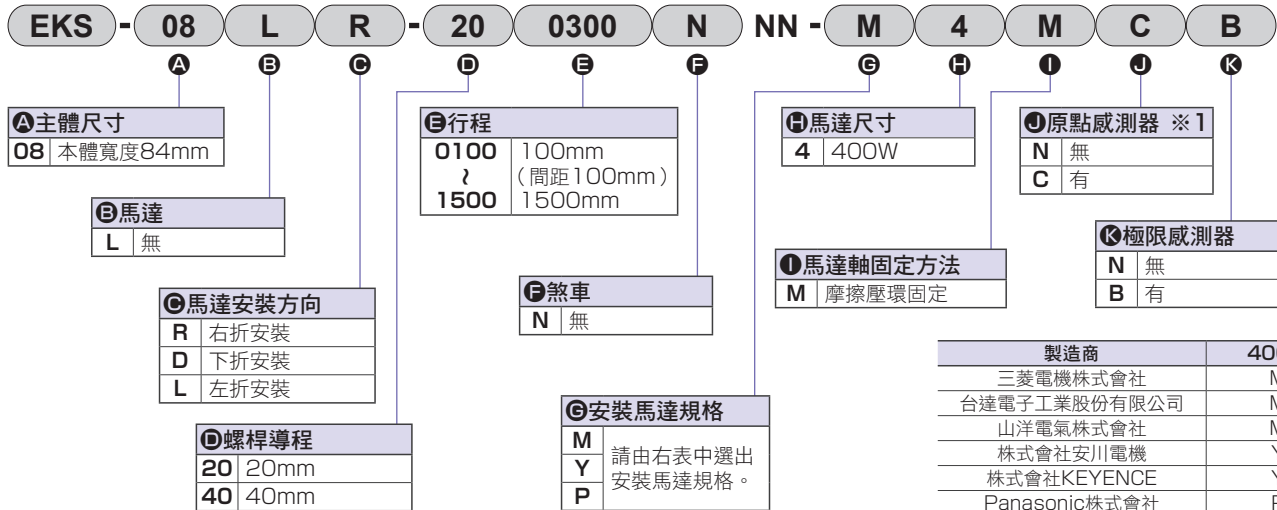 EKS - 08 L R - 20 0300 N NN - M 4 M C B
A B C D E F G H I J K
A主體尺寸
08 本體寬度84mm
B馬達
L 無
C馬達安裝方向
R 右折安裝
D 下折安裝
L 左折安裝
D螺桿導程
20 20mm
40 40mm
E行程
0100 100mm
~ （間距100mm）
1500 1500mm
F煞車
N 無
G安裝馬達規格
M
Y
P
請由右表中選出
安裝馬達規格。
H馬達尺寸
4 400W
I馬達軸固定方法
M 摩擦壓環固定
J原點感測器 ※1
N 無
C 有
K極限感測器
N 無
B 有
製造商
三菱電機株式會社
台達電子工業股份有限公司
山洋電氣株式會社
株式會社安川電機
株式會社KEYENCE
Panasonic株式會社